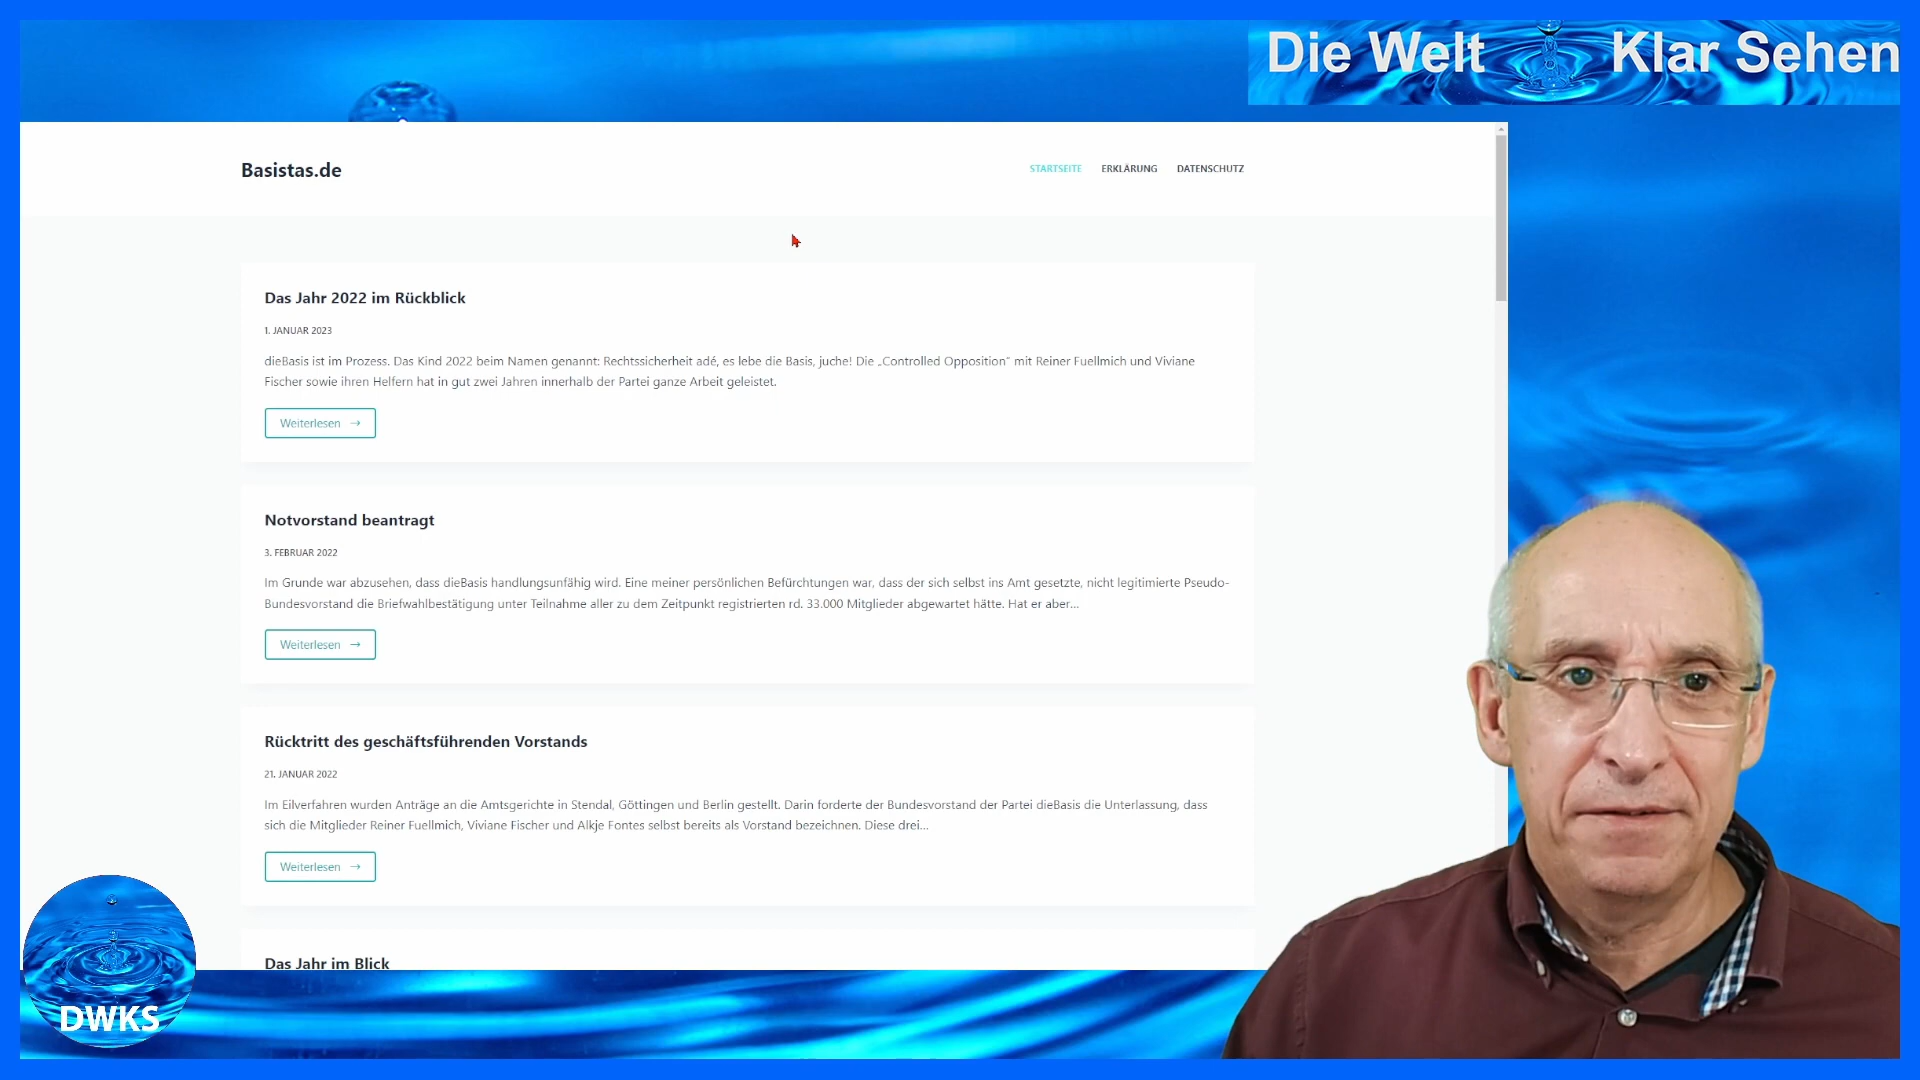 Die Welt Klar Sehen
Basistas.de
STARTSEITE ERKLÄRUNG DATENSCHUTZ
Das Jahr 2022 im Rückblick
1. JANUAR 2023
dieBasis ist im Prozess. Das Kind 2022 beim Namen genannt: Rechtssicherheit adé, es lebe die Basis, juche! Die „Controlled Opposition“ mit Reiner Fuellmich und Viviane
Fischer sowie ihren Helfern hat in gut zwei Jahren innerhalb der Partei ganze Arbeit geleistet.
Weiterlesen →
Notvorstand beantragt
3. FEBRUAR 2022
Im Grunde war abzusehen, dass dieBasis handlungsunfähig wird. Eine meiner persönlichen Befürchtungen war, dass der sich selbst ins Amt gesetzte, nicht legitimierte Pseudo-
Bundesvorstand die Briefwahlbestätigung unter Teilnahme aller zu dem Zeitpunkt registrierten rd. 33.000 Mitglieder abgewartet hätte. Hat er aber…
Weiterlesen →
Rücktritt des geschäftsführenden Vorstands
21. JANUAR 2022
Im Eilverfahren wurden Anträge an die Amtsgerichte in Stendal, Göttingen und Berlin gestellt. Darin forderte der Bundesvorstand der Partei dieBasis die Unterlassung, dass
sich die Mitglieder Reiner Fuellmich, Viviane Fischer und Alkje Fontes selbst bereits als Vorstand bezeichnen. Diese drei…
Weiterlesen →
Das Jahr im Blick
DWKS